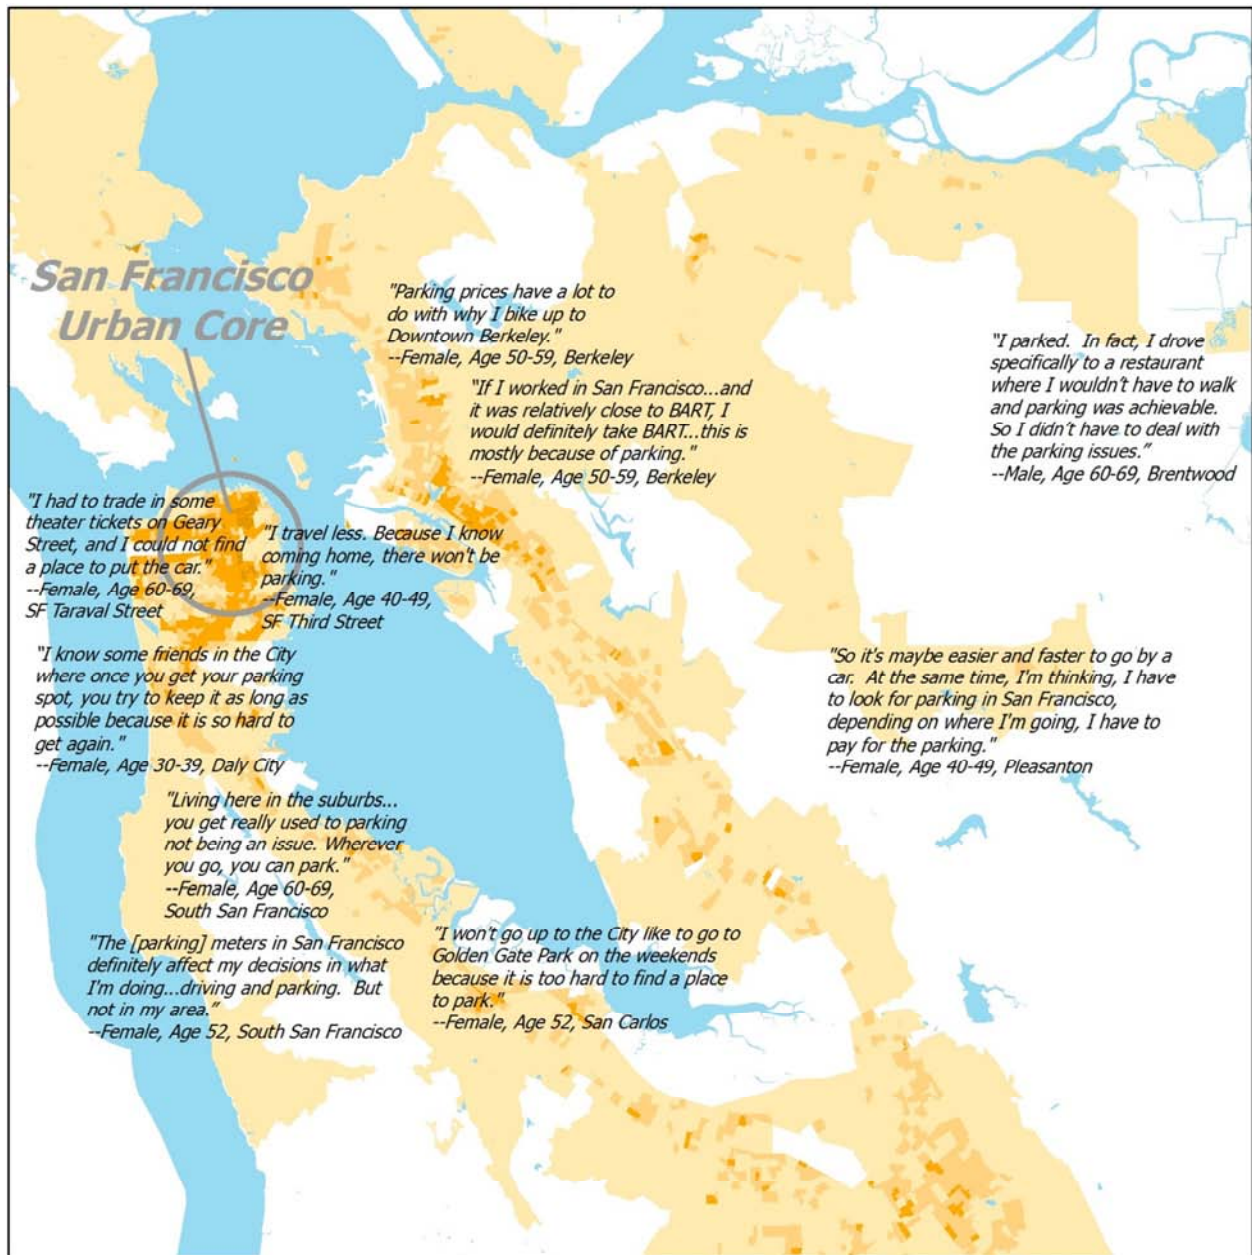 San Francisco
Urban Core
"Parking prices have a lot to
do with why I bike up to
Downtown Berkeley."
--Female, Age 50-59, Berkeley
"If I worked in San Francisco...and
it was relatively close to BART, I
would definitely take BART...this is
mostly because of parking."
--Female, Age 50-59, Berkeley
"I parked.  In fact, I drove
specifically to a restaurant
where I wouldn't have to walk
and parking was achievable.
So I didn't have to deal with
the parking issues."
--Male, Age 60-69, Brentwood
"I had to trade in some
theater tickets on Geary
Street, and I could not find
a place to put the car."
--Female, Age 60-69,
SF Taraval Street
"I travel less. Because I know
coming home, there won't be
parking."
--Female, Age 40-49,
SF Third Street
"I know some friends in the City
where once you get your parking
spot, you try to keep it as long as
possible because it is so hard to
get again."
--Female, Age 30-39, Daly City
"So it's maybe easier and faster to go by a
car.  At the same time, I'm thinking, I have
to look for parking in San Francisco,
depending on where I'm going, I have to
pay for the parking."
--Female, Age 40-49, Pleasanton
"Living here in the suburbs...
you get really used to parking
not being an issue. Wherever
you go, you can park."
--Female, Age 60-69,
South San Francisco
"The [parking] meters in San Francisco
definitely affect my decisions in what
I'm doing...driving and parking.  But
not in my area."
--Female, Age 52, South San Francisco
"I won't go up to the City like to go to
Golden Gate Park on the weekends
because it is too hard to find a place
to park."
--Female, Age 52, San Carlos